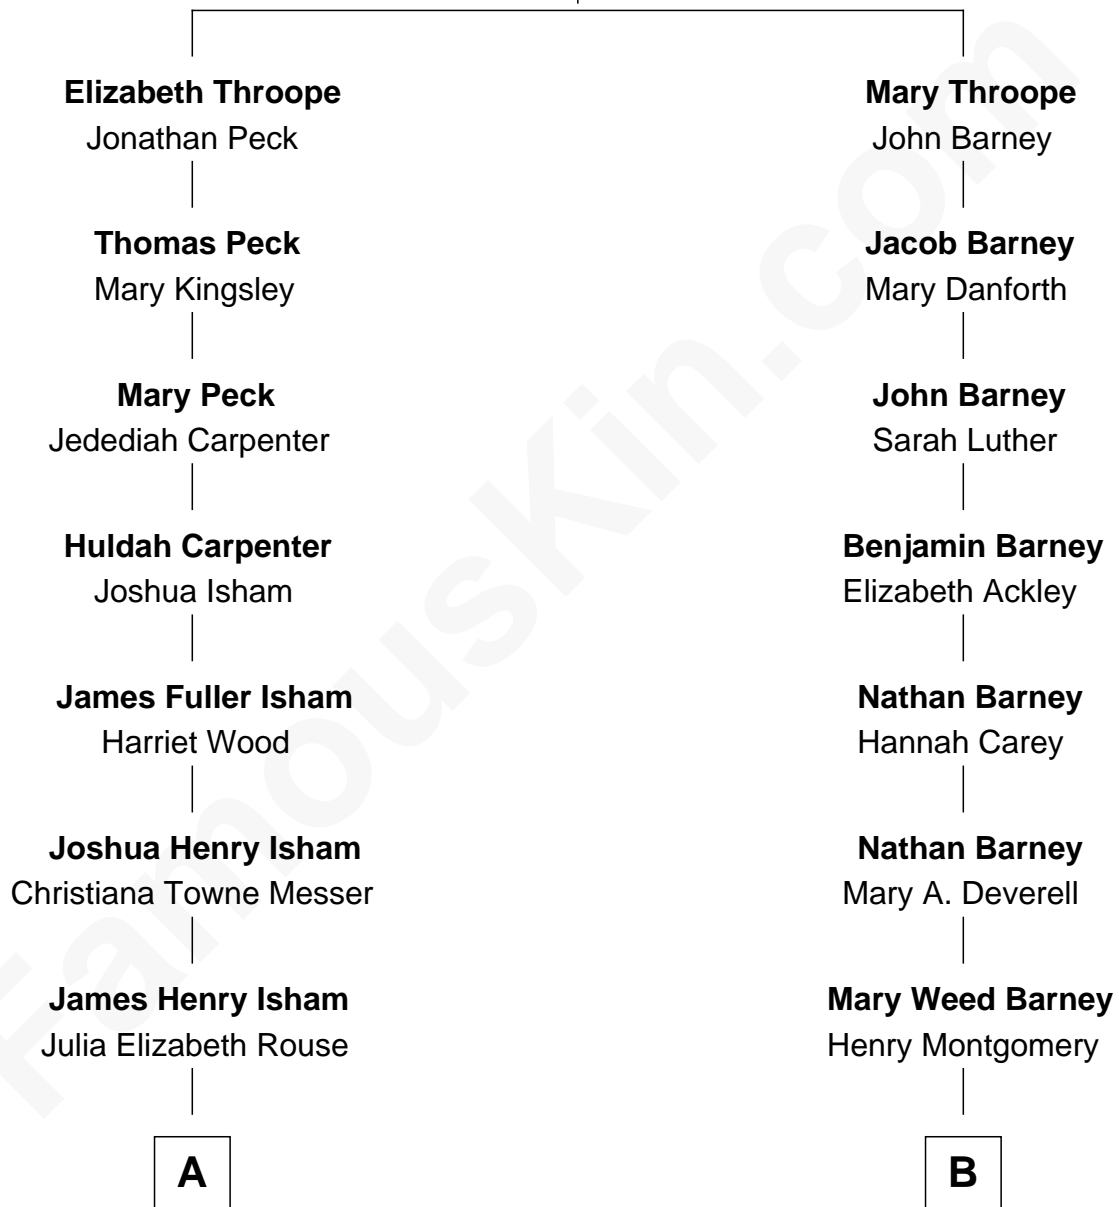 Elizabeth Throope
Jonathan Peck
Thomas Peck
Mary Kingsley
Mary Peck
Jedediah Carpenter
Huldah Carpenter
Joshua Isham
James Fuller Isham
Harriet Wood
Joshua Henry Isham
Christiana Towne Messer
James Henry Isham
Julia Elizabeth Rouse
A
Mary Throope
John Barney
Jacob Barney
Mary Danforth
John Barney
Sarah Luther
Benjamin Barney
Elizabeth Ackley
Nathan Barney
Hannah Carey
Nathan Barney
Mary A. Deverell
Mary Weed Barney
Henry Montgomery
B
FamousKin.com